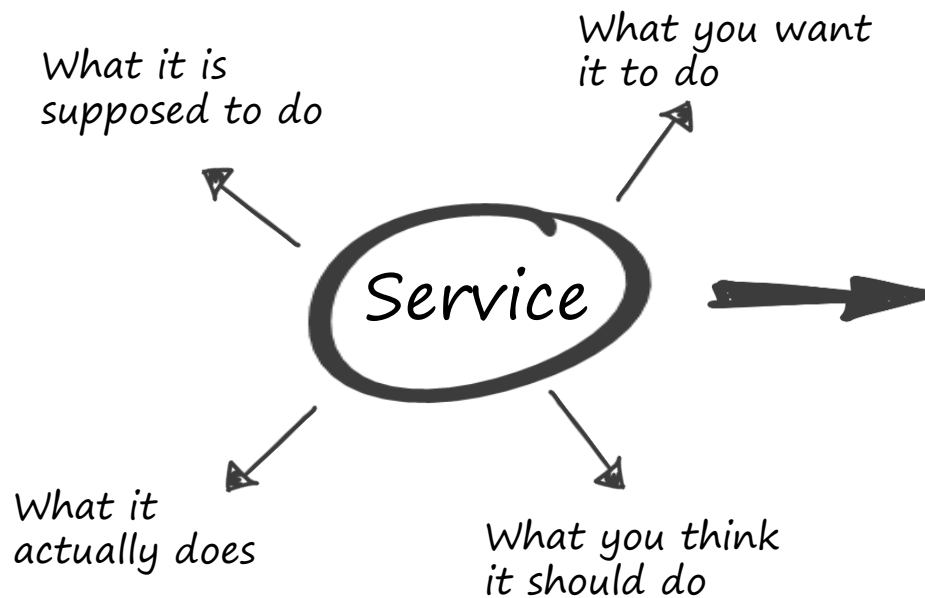 What you want
it to do
What it is
supposed to do
Service
What it
actually does
What you think
it should do